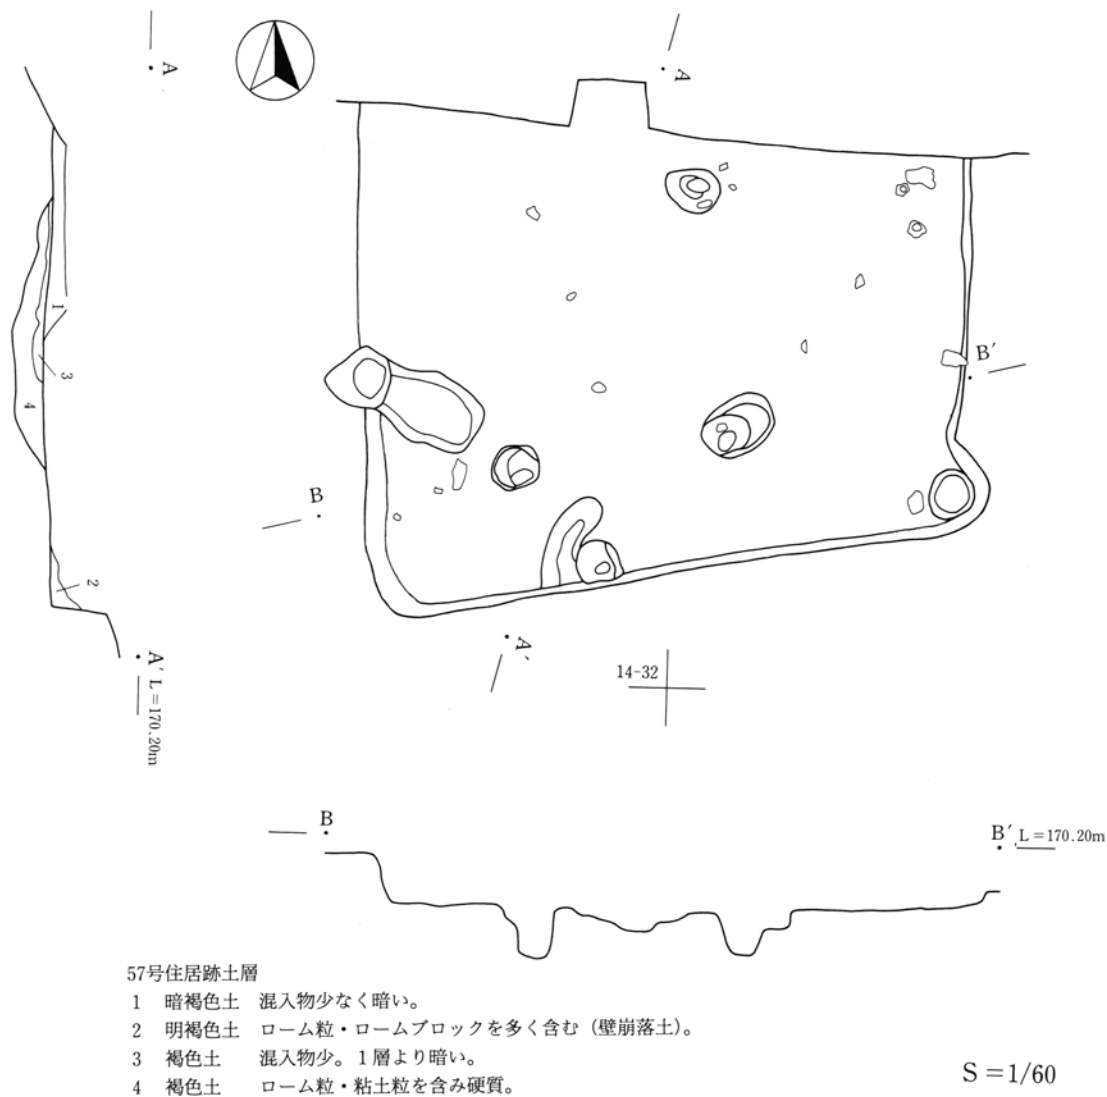 A
A
1
3
4
B'
B
2
A'
A' L=170.20m
14-32
B
B' L=170.20m
57号住居跡土層
1 暗褐色土 混入物少なく暗い。
2 明褐色土 ローム粒・ロームブロックを多く含む（壁崩落土）。
3 褐色土 混入物少。1層より暗い。
4 褐色土 ローム粒・粘土粒を含み硬質。
S=1/60